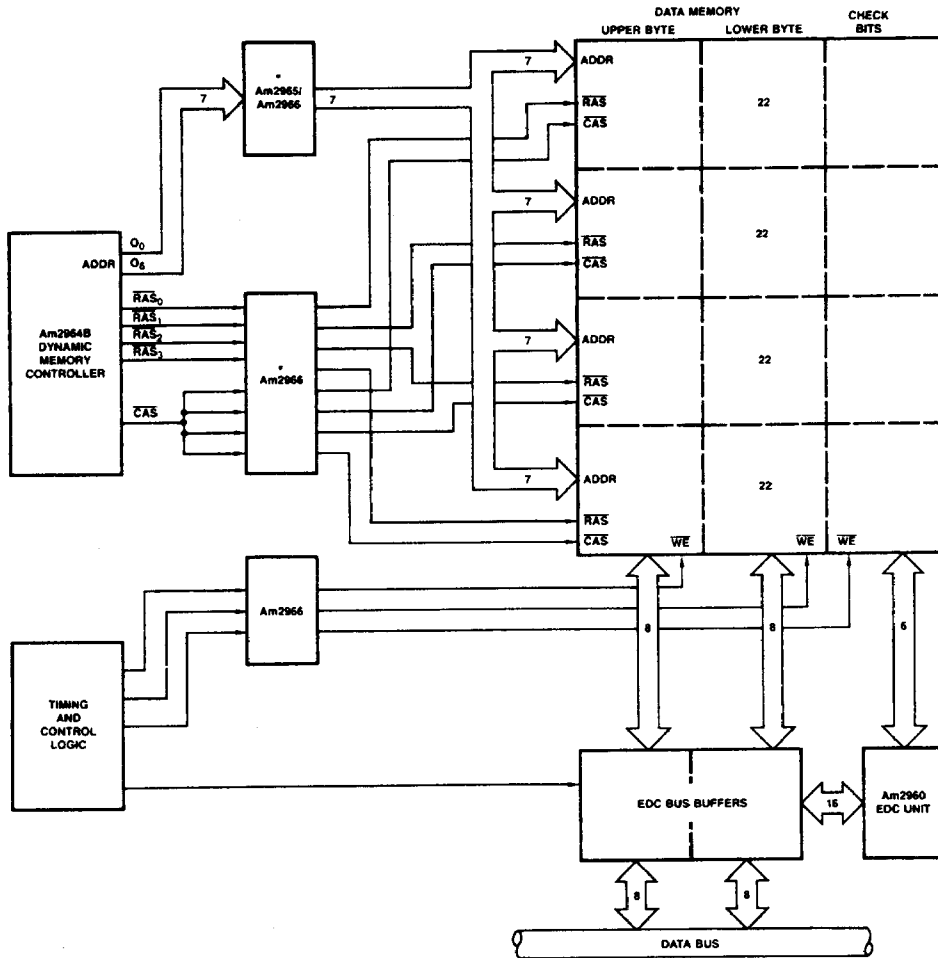 DATA MEMORY
UPPER BYTE
LOWER BYTE
CHECK
BITS
7
*
Am2965/
Am2966
7
7
ADDR
RAS
CAS
22
7
ADDR
RAS
CAS
22
O0
ADDR
O6
RAS0
RAS1
RAS2
RAS3
CAS
Am2964B
DYNAMIC
MEMORY
CONTROLLER
*
Am2966
7
ADDR
RAS
CAS
22
7
ADDR
RAS
CAS
22
WE
WE
WE
Am2966
8
8
6
TIMING
AND
CONTROL
LOGIC
EDC BUS BUFFERS
16
Am2960
EDC UNIT
8
8
DATA BUS